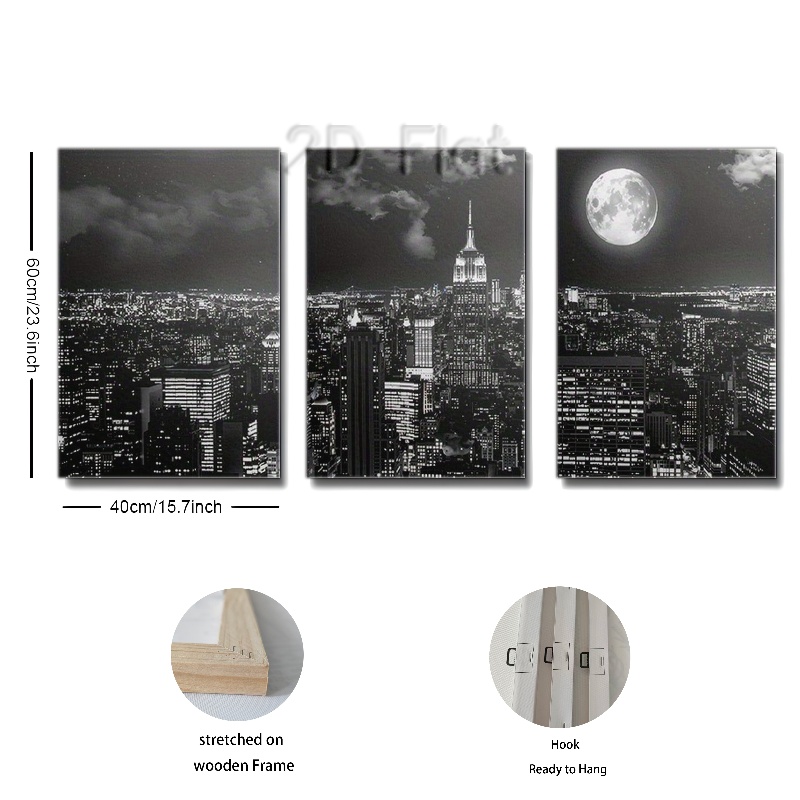 2D Flat
60cm/23.6inch
40cm/15.7inch
stretched on
wooden Frame
Hook
Ready to Hang